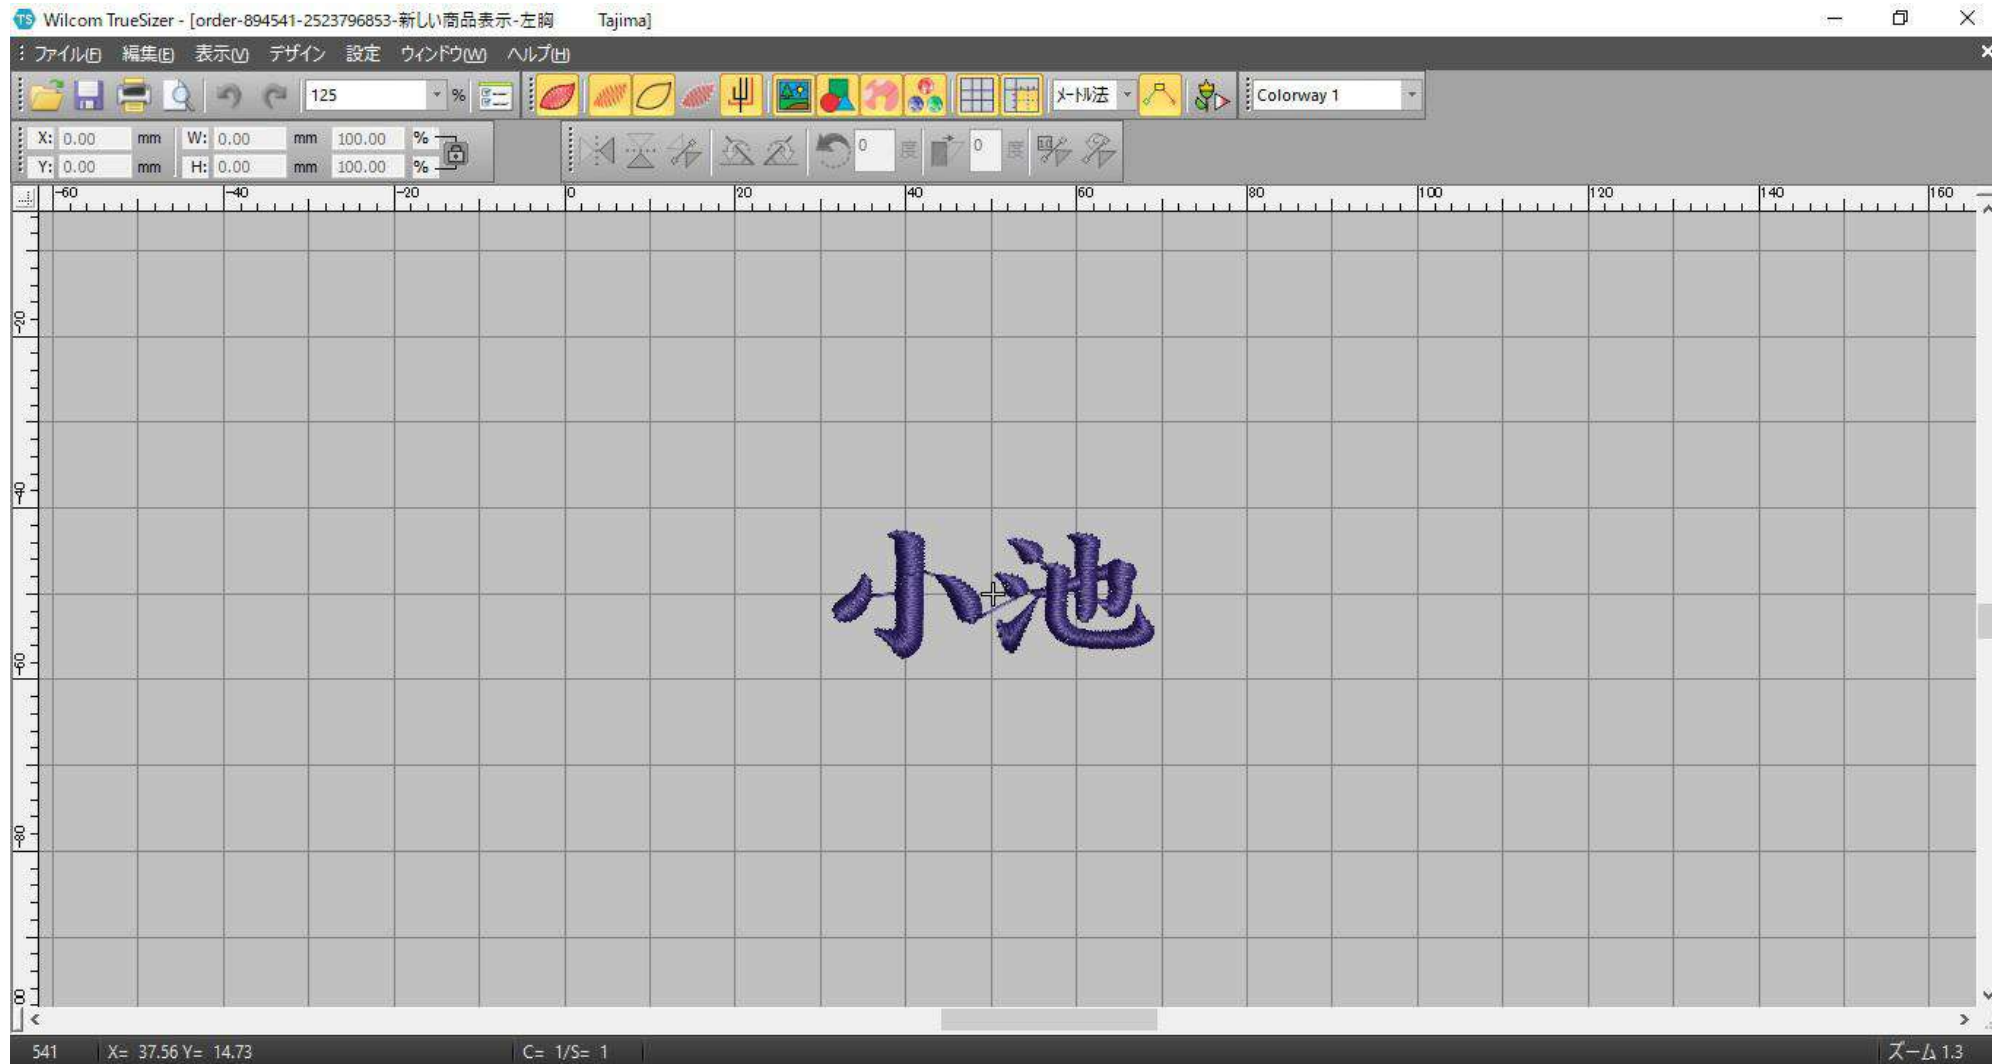 Wilcom TrueSizer - [order-894541-2523796853-新しい商品表示-左胸 Tajima]
ファイル(F) 編集(E) 表示(V) デザイン 設定 ウィンドウ(W) ヘルプ(H)
125 % メートル法 Colorway 1
X: 0.00 mm W: 0.00 mm 100.00 % 0 度 0 度
Y: 0.00 mm H: 0.00 mm 100.00 %
-60 -40 -20 0 20 40 60 80 100 120 140 160
-20
-40
小池
-60
-80
541 X= 37.56 Y= 14.73 C= 1/S= 1 ズーム 1.3